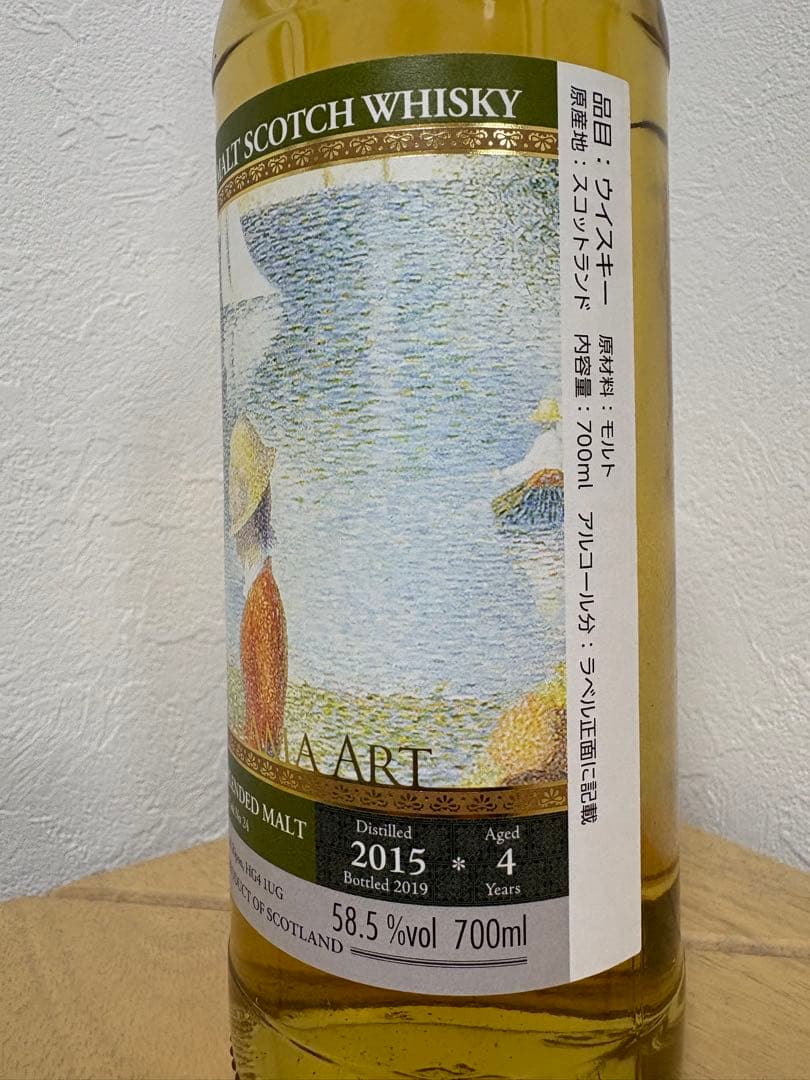 MALT SCOTCH WHISKY
ART
BLENDED MALT
Distilled
2015
Bottled 2019
*
Aged
4
Years
HG4 1UG
PRODUCT OF SCOTLAND
58.5 %vol 700ml
品目：ウイスキー 原材料：モルト
原産地：スコットランド 内容量：700ml アルコール分：ラベル正面に記載